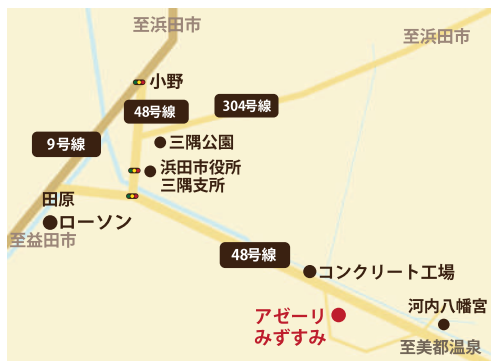 至浜田市
至浜田市
小野
48号線
304号線
9号線
三隅公園
浜田市役所
三隅支所
田原
ローソン
至益田市
48号線
コンクリート工場
アゼーリ
みずすみ
河内八幡宮
至美都温泉